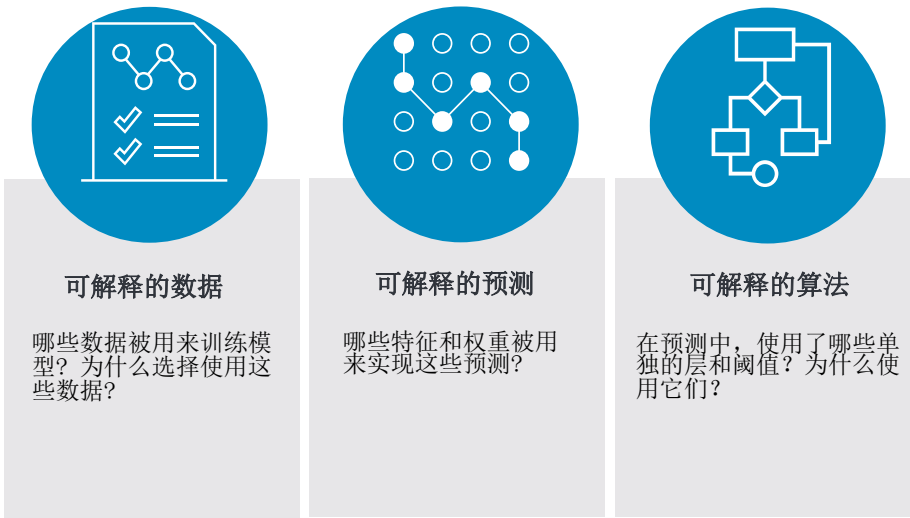 可解释的数据
哪些数据被用来训练模
型？为什么选择使用这
些数据？
可解释的预测
哪些特征和权重被用
来实现这些预测？
可解释的算法
在预测中，使用了哪些单
独的层和阈值？为什么使
用它们？